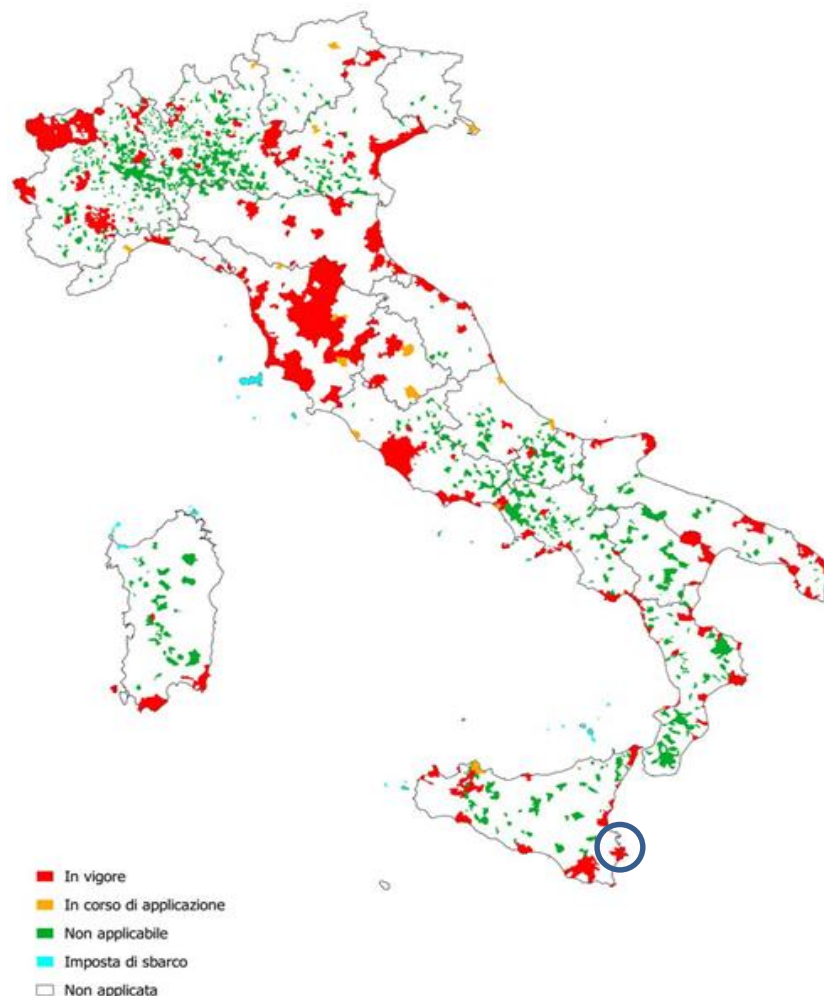 In vigore
In corso di applicazione
Non applicabile
Imposta di sbarco
Non applicata